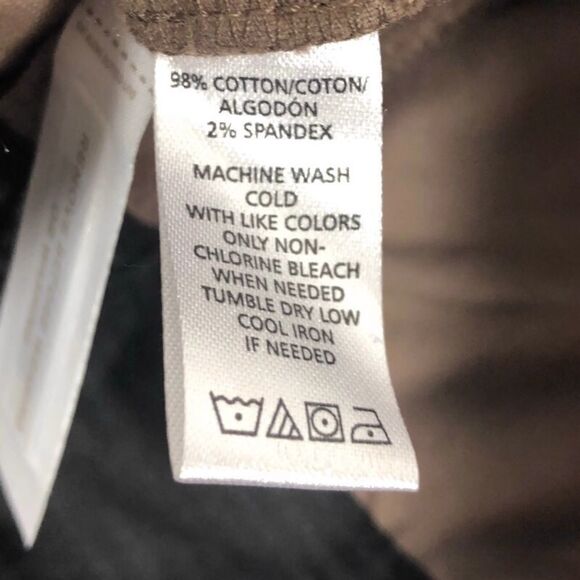 98% COTTON/COTON/
ALGODÓN
2% SPANDEX
MACHINE WASH
COLD
WITH LIKE COLORS
ONLY NON-
CHLORINE BLEACH
WHEN NEEDED
TUMBLE DRY LOW
COOL IRON
IF NEEDED